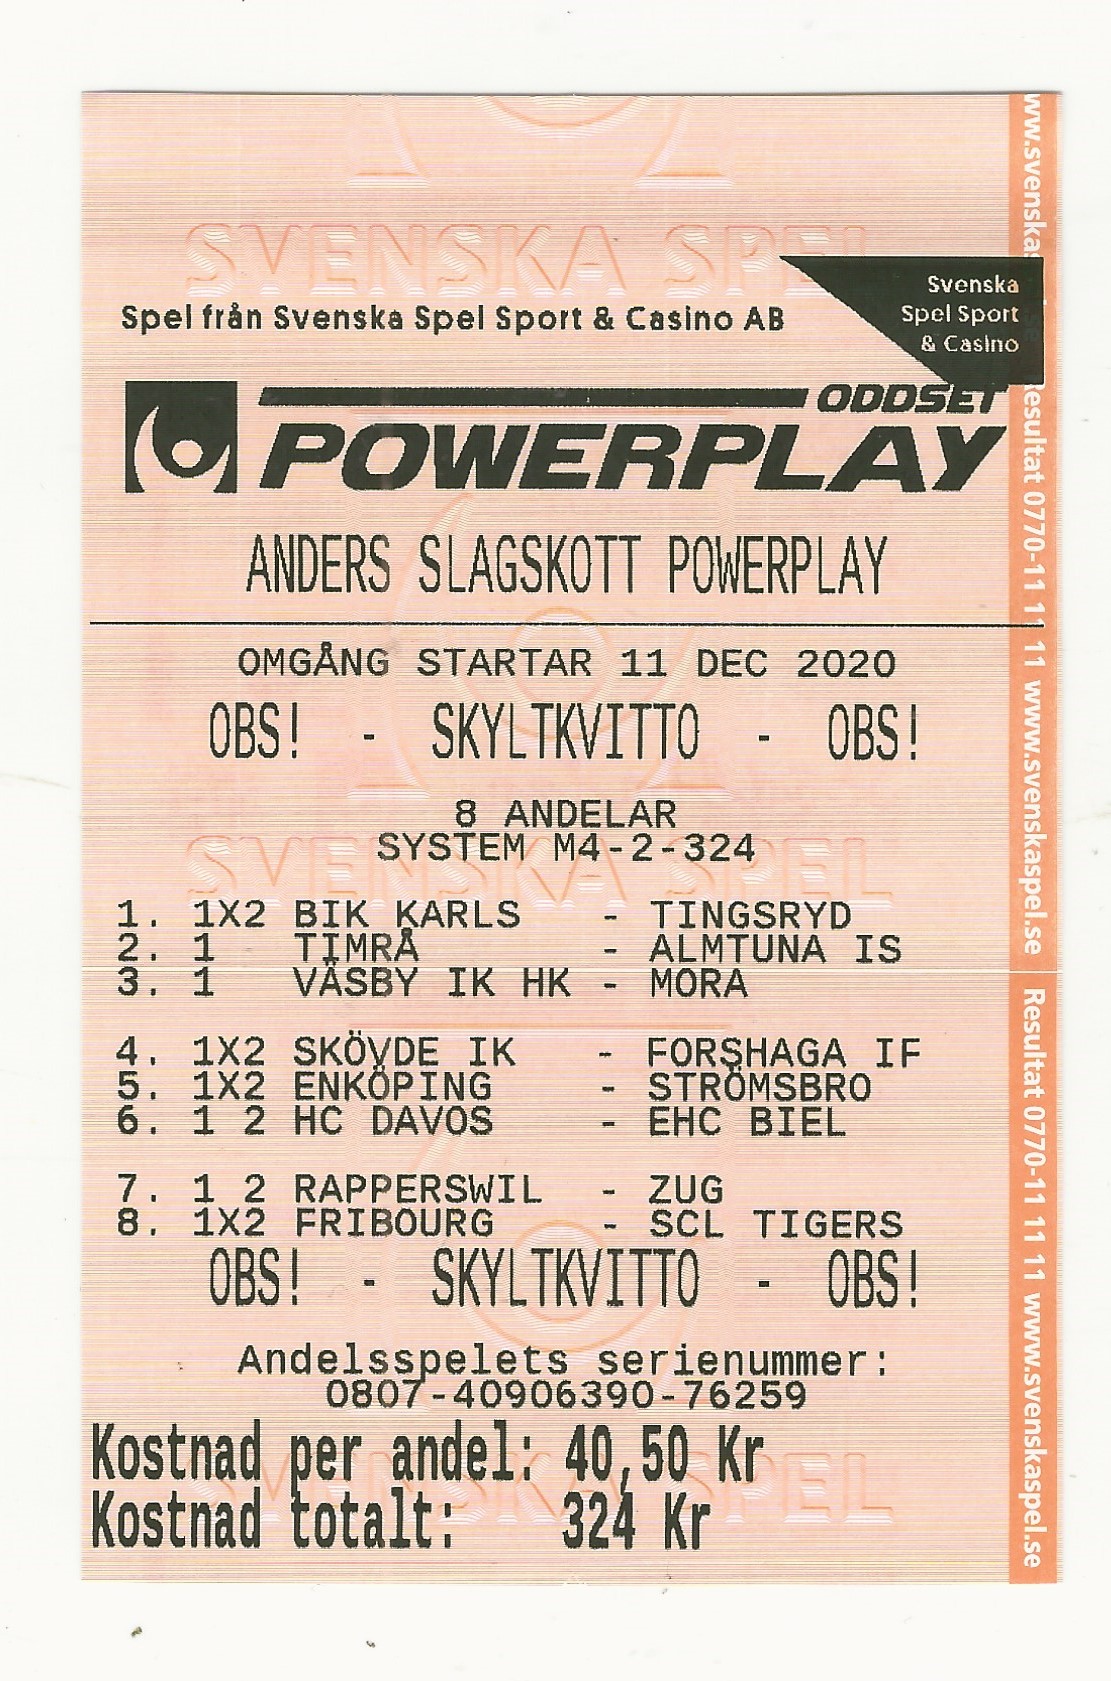 SVENSKA SPEL
Spel från Svenska Spel Sport & Casino AB
Svenska
Spel Sport
& Casino
ODDSET
POWERPLAY
ANDERS SLAGSKOTT POWERPLAY
OMGÅNG STARTAR 11 DEC 2020
OBS! - SKYLTKVITTO - OBS!
8 ANDELAR
SYSTEM M4-2-324
SVENSKA SPEL
1. 1X2 BIK KARLS - TINGSRYD
2. 1 TIMRÅ - ALMTUNA IS
3. 1 VÄSBY IK HK - MORA
4. 1X2 SKÖVDE IK - FORSHAGA IF
5. 1X2 ENKÖPING - STRÖMSBRO
6. 1 2 HC DAVOS - EHC BIEL
7. 1 2 RAPPERSWIL - ZUG
8. 1X2 FRIBOURG - SCL TIGERS
OBS! - SKYLTKVITTO - OBS!
Andelsspelets serienummer:
0807-40906390-76259
Kostnad per andel: 40,50 Kr
SVENSKA SPEL
Kostnad totalt: 324 Kr
www.svenskas
Resultat 0770-11 11 11 www.svenskaspel.se Resultat 0770-11 11 11 www.svenskaspel.se